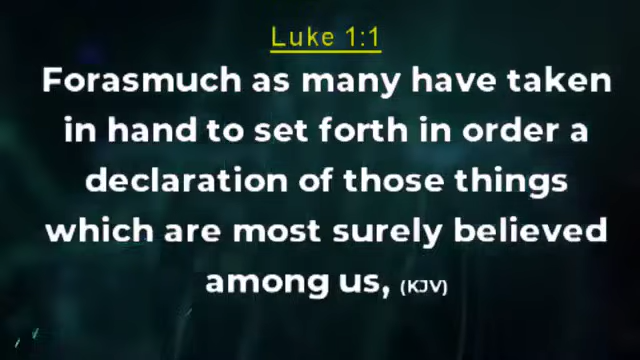 Luke 1:1
Forasmuch as many have taken
in hand to set forth in order a
declaration of those things
which are most surely believed
among us, (KJV)